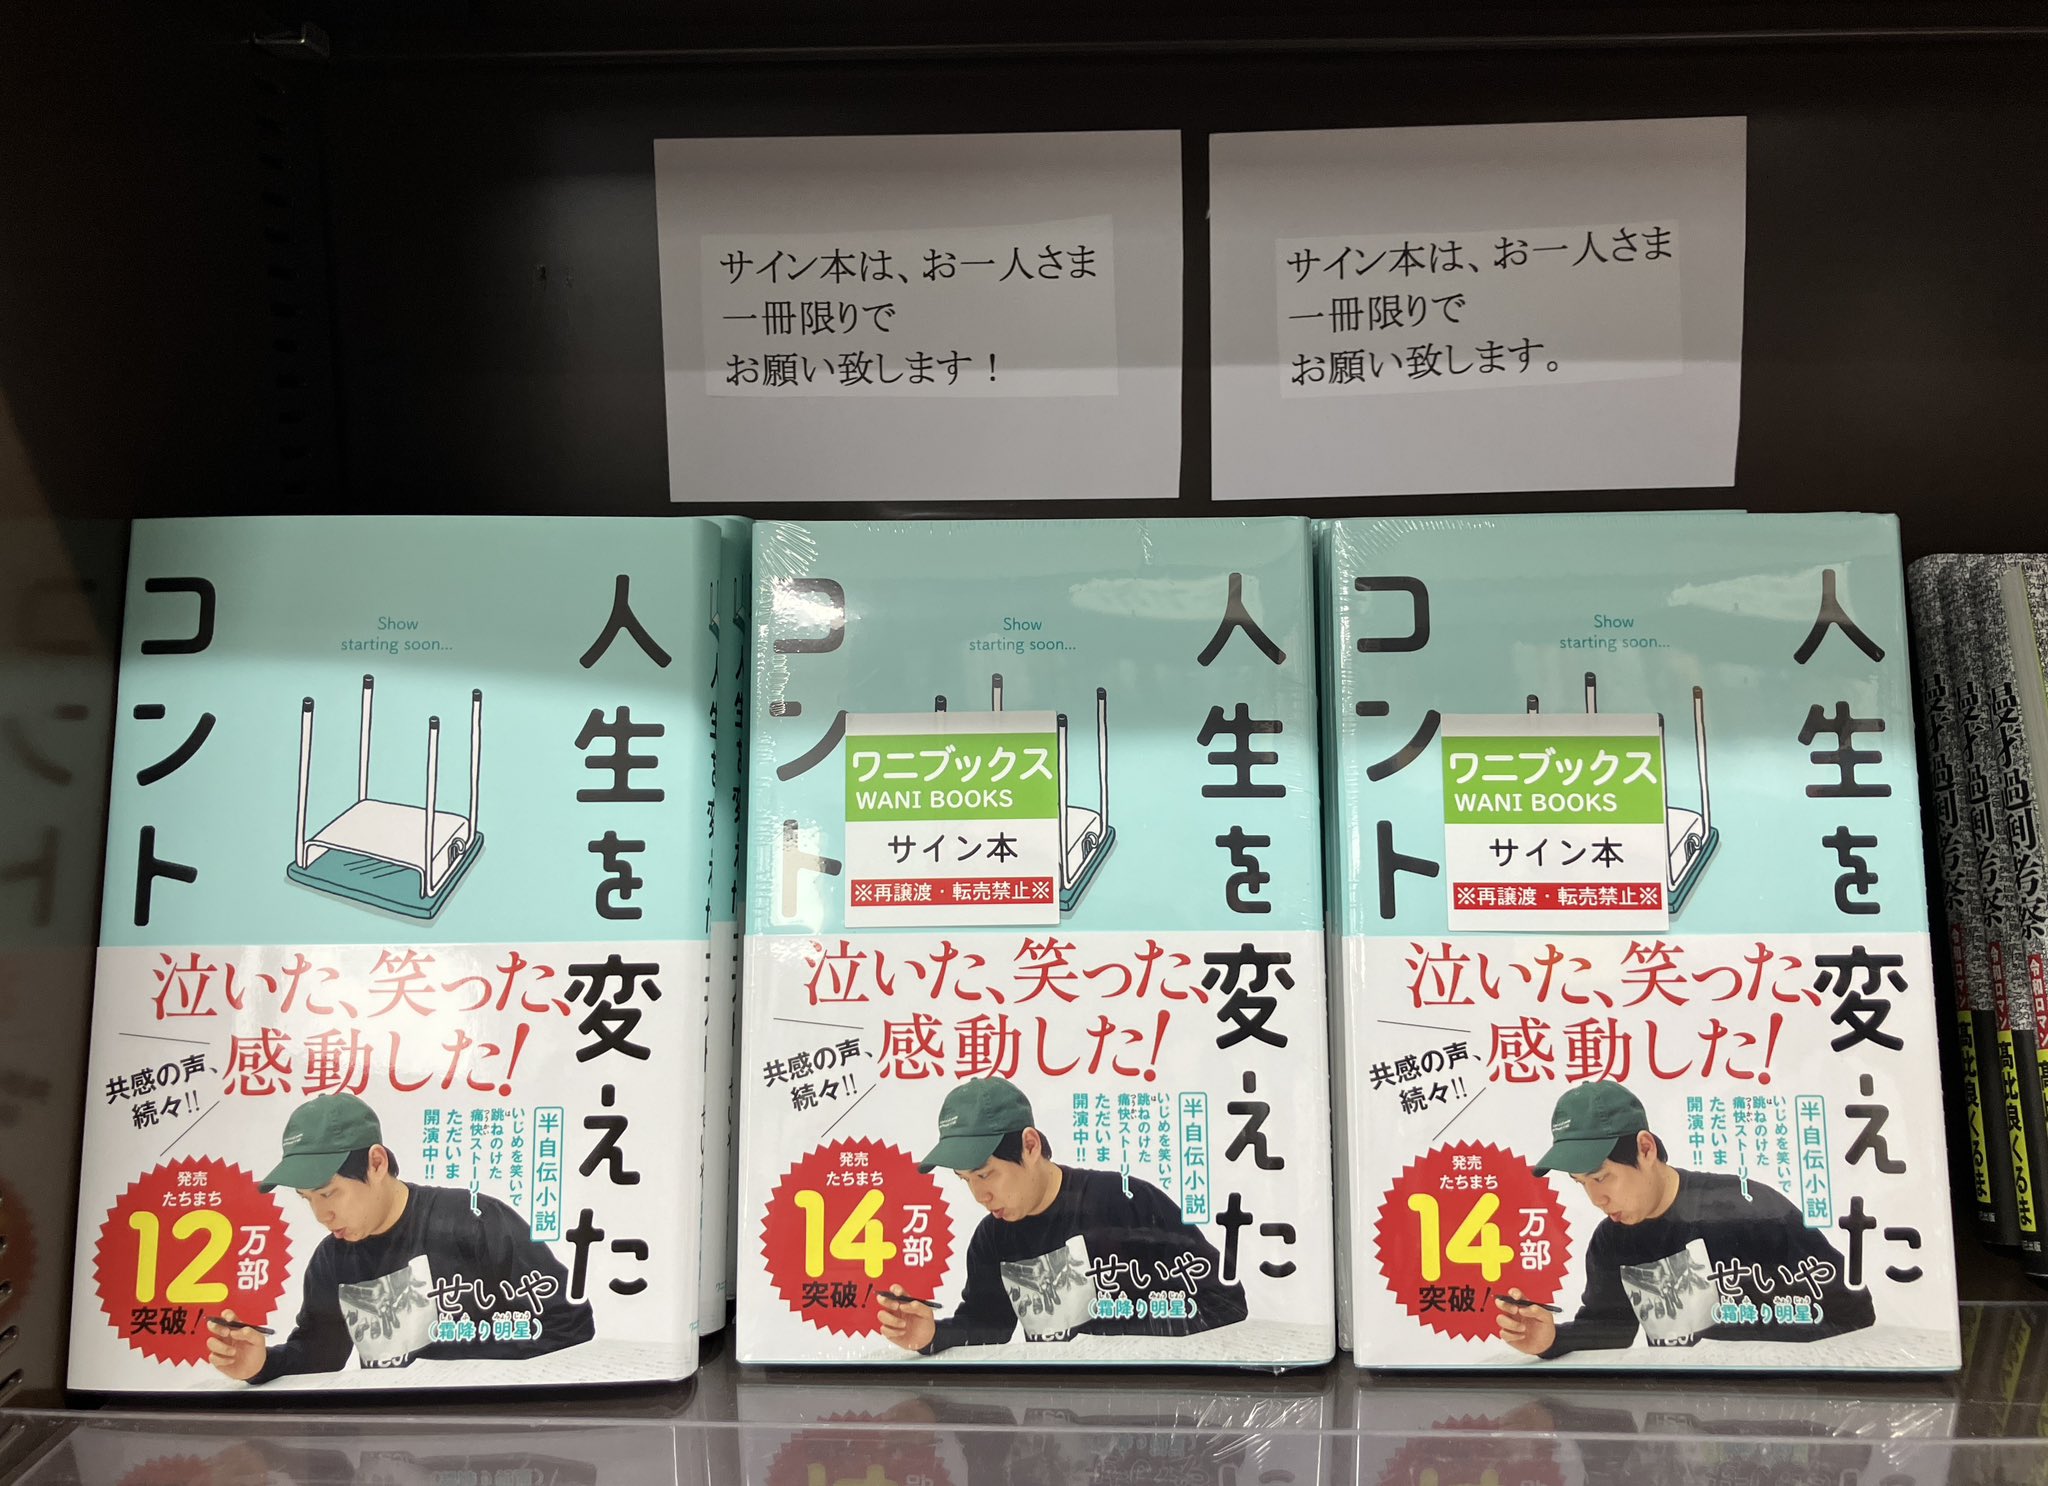 サイン本は、お一人さま
一冊限りで
お願い致します！
サイン本は、お一人さま
一冊限りで
お願い致します。
人生を変えた
コント
Show
starting soon...
泣いた、笑った、
感動した！
共感の声、
続々!!
発売
たちまち
12万部
突破！
半自伝小説
いじめを笑いで
跳ねのけた
痛快ストーリー、
ただいま
開演中!!
せいや
（霜降り明星）
人生を変えた
コント
Show
starting soon...
ワニブックス
WANI BOOKS
サイン本
※再譲渡・転売禁止※
泣いた、笑った、
感動した！
共感の声、
続々!!
発売
たちまち
14万部
突破！
半自伝小説
いじめを笑いで
跳ねのけた
痛快ストーリー、
ただいま
開演中!!
せいや
（霜降り明星）
人生を変えた
コント
Show
starting soon...
ワニブックス
WANI BOOKS
サイン本
※再譲渡・転売禁止※
泣いた、笑った、
感動した！
共感の声、
続々!!
発売
たちまち
14万部
突破！
半自伝小説
いじめを笑いで
跳ねのけた
痛快ストーリー、
ただいま
開演中!!
せいや
（霜降り明星）
漫才過剰考察
令和ロマン
髙比良くるま